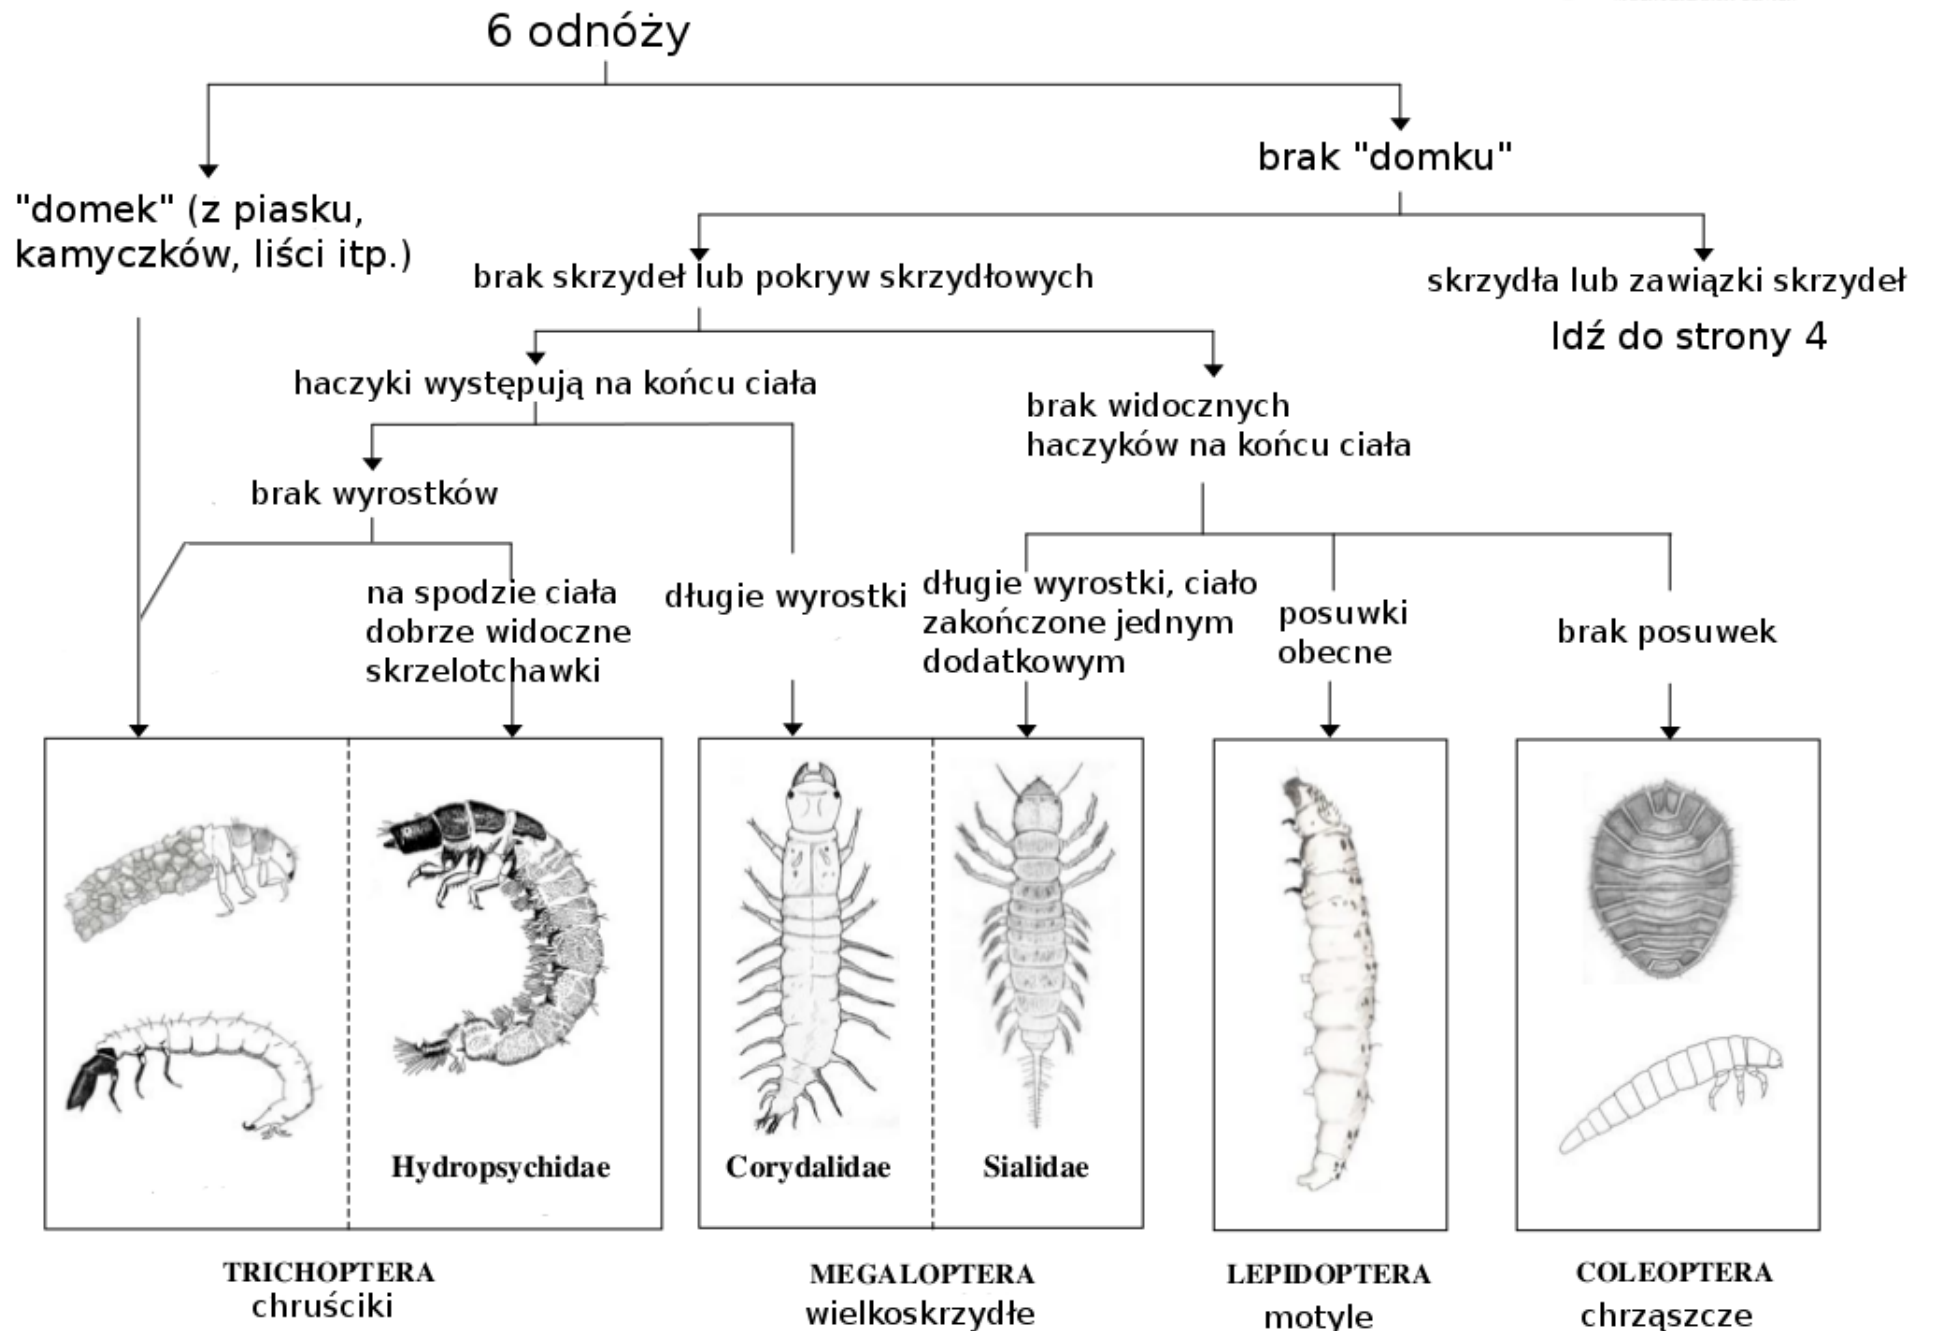 6 odnóży
brak "domku"
"domek" (z piasku,
kamyczków, liści itp.)
brak skrzydeł lub pokryw skrzydłowych
skrzydła lub zawiązki skrzydeł
Idź do strony 4
haczyki występują na końcu ciała
brak widocznych
haczyków na końcu ciała
brak wyrostków
na spodzie ciała
dobrze widoczne
skrzelotchawki
długie wyrostki
długie wyrostki, ciało
zakończone jednym
dodatkowym
posuwki
obecne
brak posuwek
Hydropsychidae
Corydalidae
Sialidae
TRICHOPTERA
chruściki
MEGALOPTERA
wielkoskrzydłe
LEPIDOPTERA
motyle
COLEOPTERA
chrząszcze